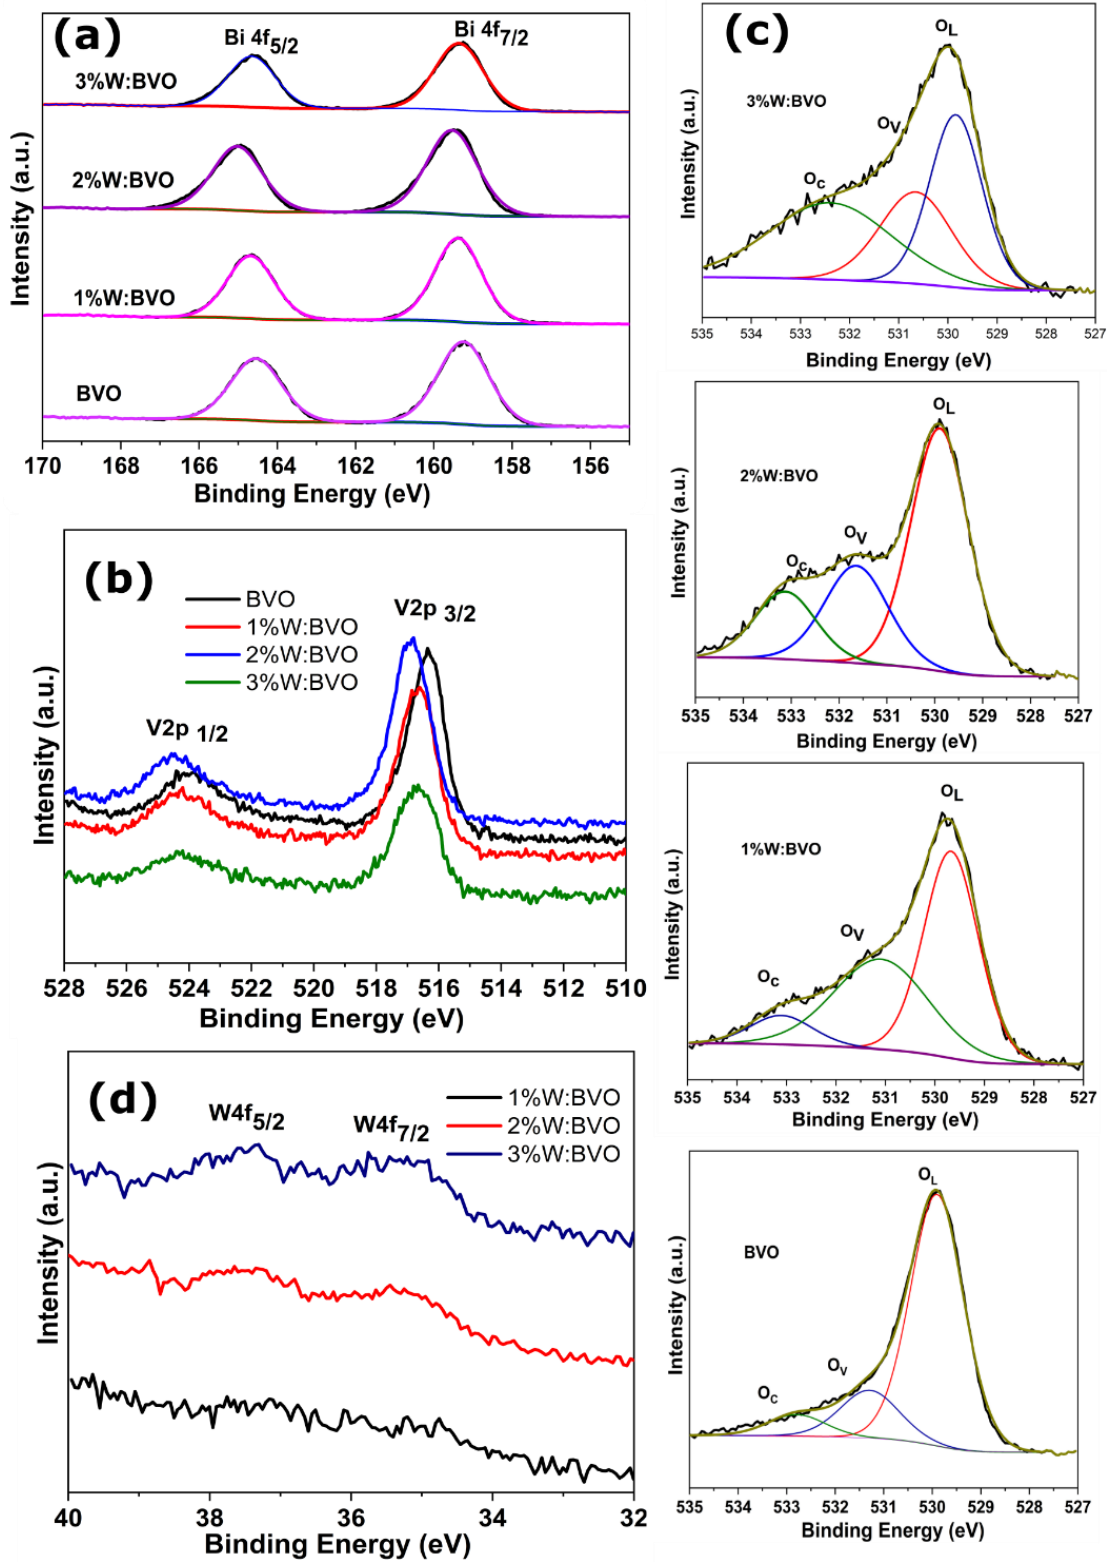 (a)
Bi 4f5/2
Bi 4f7/2
3%W:BVO
2%W:BVO
1%W:BVO
BVO
Intensity (a.u.)
170 168 166 164 162 160 158 156
Binding Energy (eV)
(b)
BVO
1%W:BVO
2%W:BVO
3%W:BVO
V2p 3/2
V2p 1/2
Intensity (a.u.)
528 526 524 522 520 518 516 514 512 510
Binding Energy (eV)
(d)
1%W:BVO
2%W:BVO
3%W:BVO
W4f5/2
W4f7/2
Intensity (a.u.)
40 38 36 34 32
Binding Energy (eV)
(c)
OL
3%W:BVO
OV
OC
Intensity (a.u.)
535 534 533 532 531 530 529 528 527
Binding Energy (eV)
OL
2%W:BVO
OV
OC
Intensity (a.u.)
535 534 533 532 531 530 529 528 527
Binding Energy (eV)
OL
1%W:BVO
OV
OC
Intensity (a.u.)
535 534 533 532 531 530 529 528 527
Binding Energy (eV)
OL
BVO
OV
OC
Intensity (a.u.)
535 534 533 532 531 530 529 528 527
Binding Energy (eV)